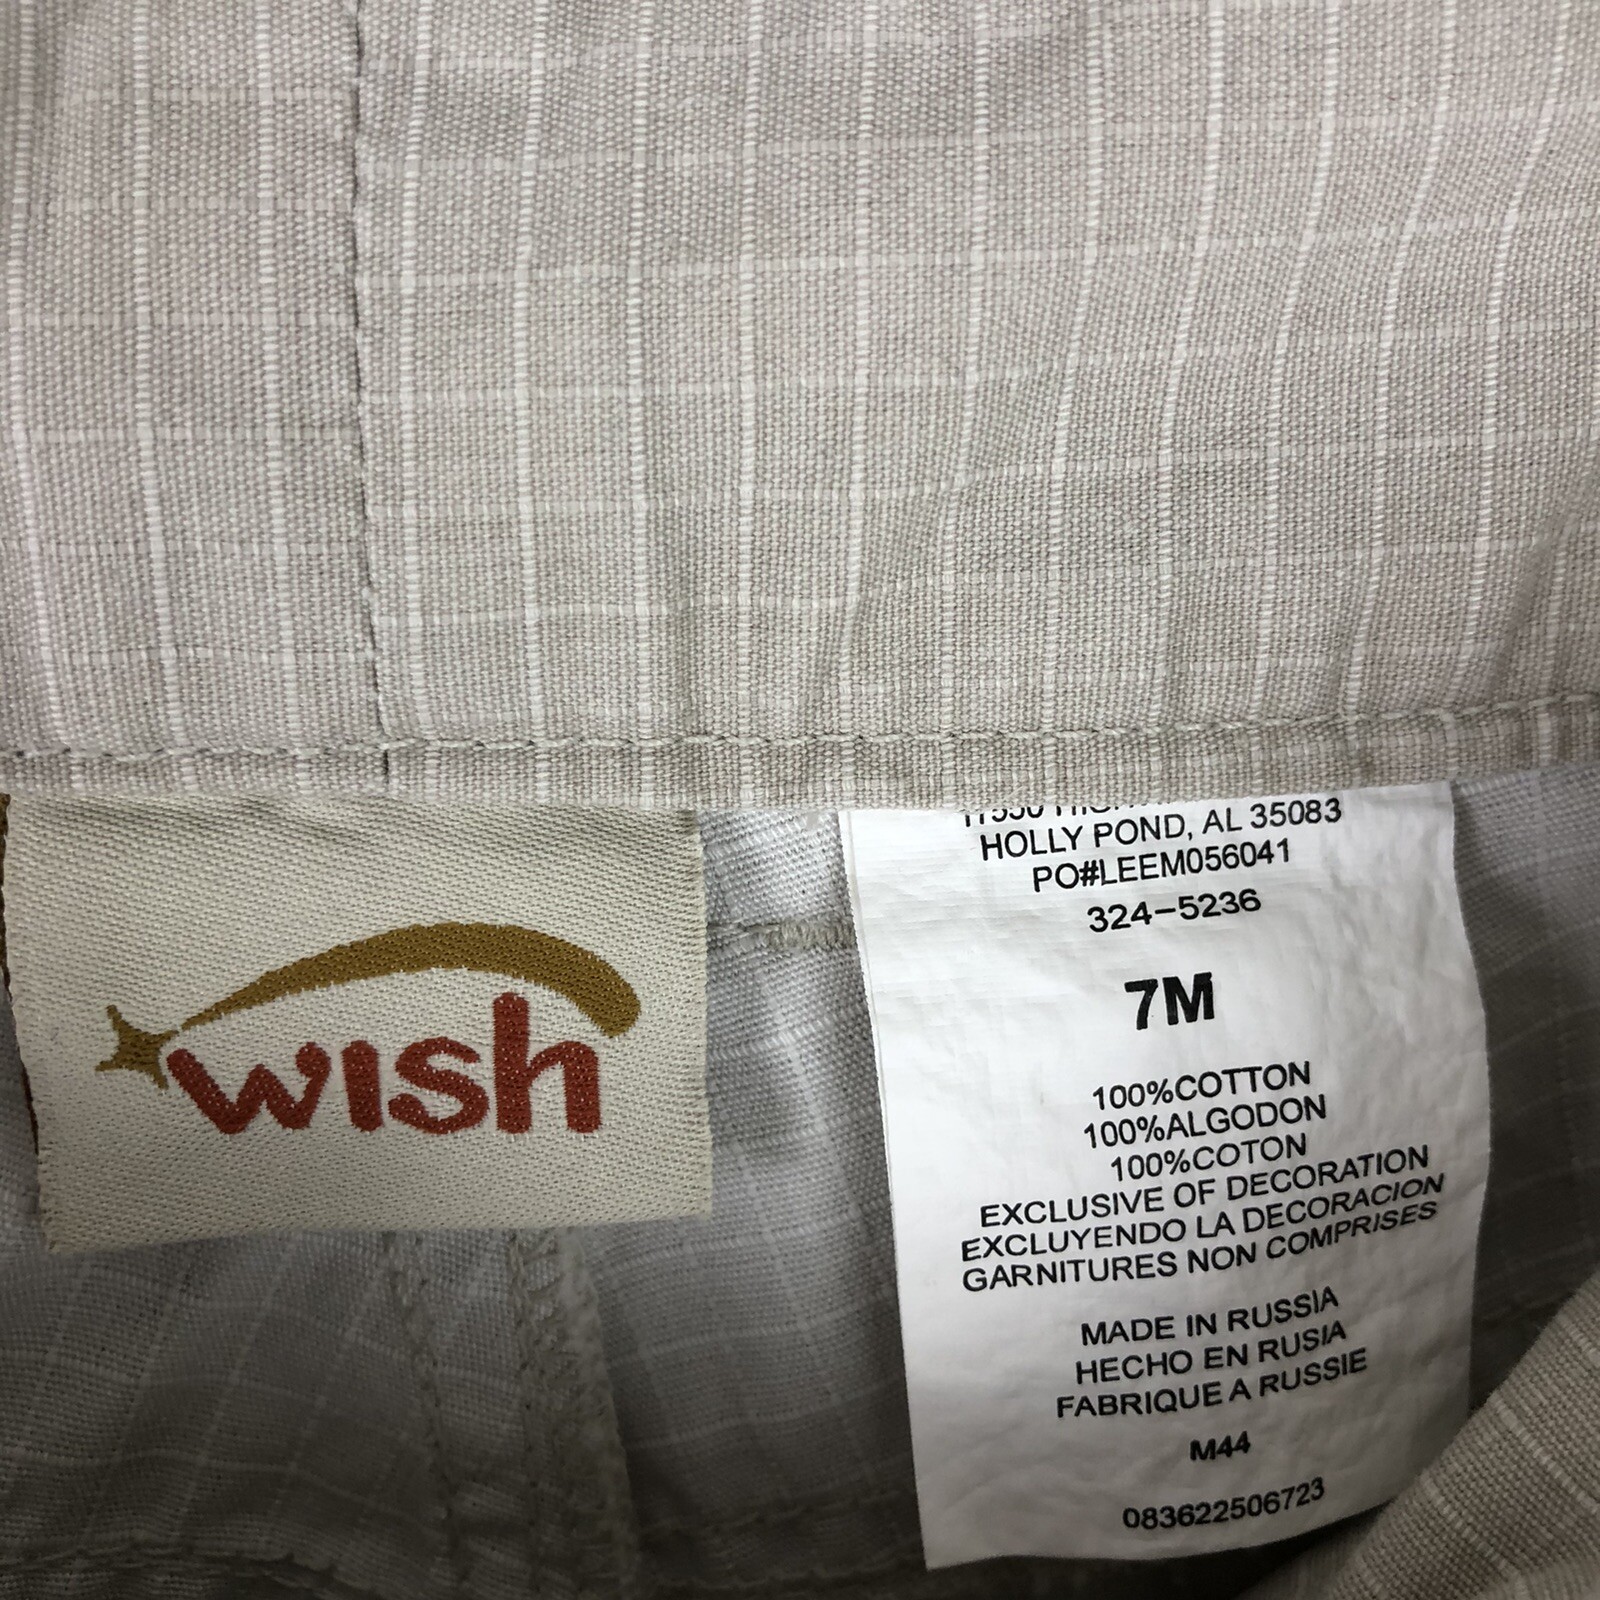 wish
HOLLY POND, AL 35083
PO#LEEM056041
324-5236
7M
100%COTTON
100%ALGODON
100%COTON
EXCLUSIVE OF DECORATION
EXCLUYENDO LA DECORACION
GARNITURES NON COMPRISES
MADE IN RUSSIA
HECHO EN RUSIA
FABRIQUE A RUSSIE
M44
083622506723